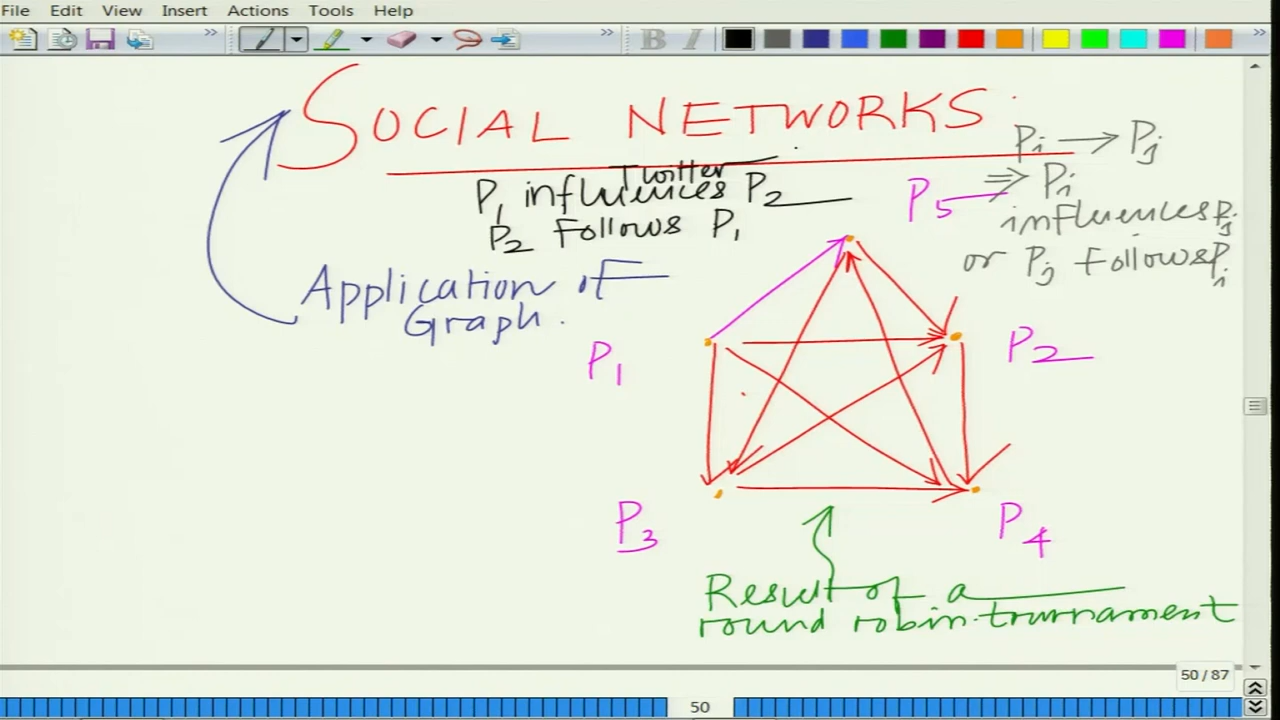 File Edit View Insert Actions Tools Help
B I
SOCIAL NETWORKS
Twitter
P1 influences P2
P2 Follows P1
Pi → Pj
⇒ Pi
influences Pj
or Pj Follows Pi
Application of
Graph.
P5
P1
P2
P3
P4
Result of a
round robin turnament
50 / 87
50